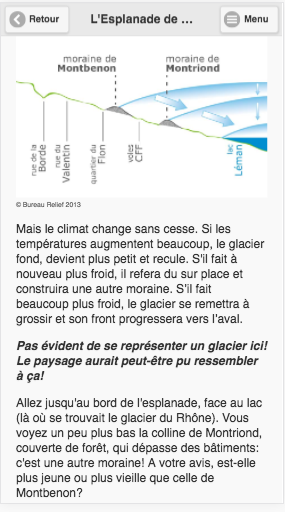 Retour
L'Esplanade de ...
Menu
moraine de
Montbenon
moraine de
Montriond
rue de la
Borde
rue du
Valentin
quartier du
Flon
voies
CFF
lac
Léman
© Bureau Relief 2013
Mais le climat change sans cesse. Si les
températures augmentent beaucoup, le glacier
fond, devient plus petit et recule. S'il fait à
nouveau plus froid, il refera du sur place et
construira une autre moraine. S'il fait
beaucoup plus froid, le glacier se remettra à
grossir et son front progressera vers l'aval.
Pas évident de se représenter un glacier ici!
Le paysage aurait peut-être pu ressembler
à ça!
Allez jusqu'au bord de l'esplanade, face au lac
(là où se trouvait le glacier du Rhône). Vous
voyez un peu plus bas la colline de Montriond,
couverte de forêt, qui dépasse des bâtiments:
c'est une autre moraine! A votre avis, est-elle
plus jeune ou plus vieille que celle de
Montbenon?